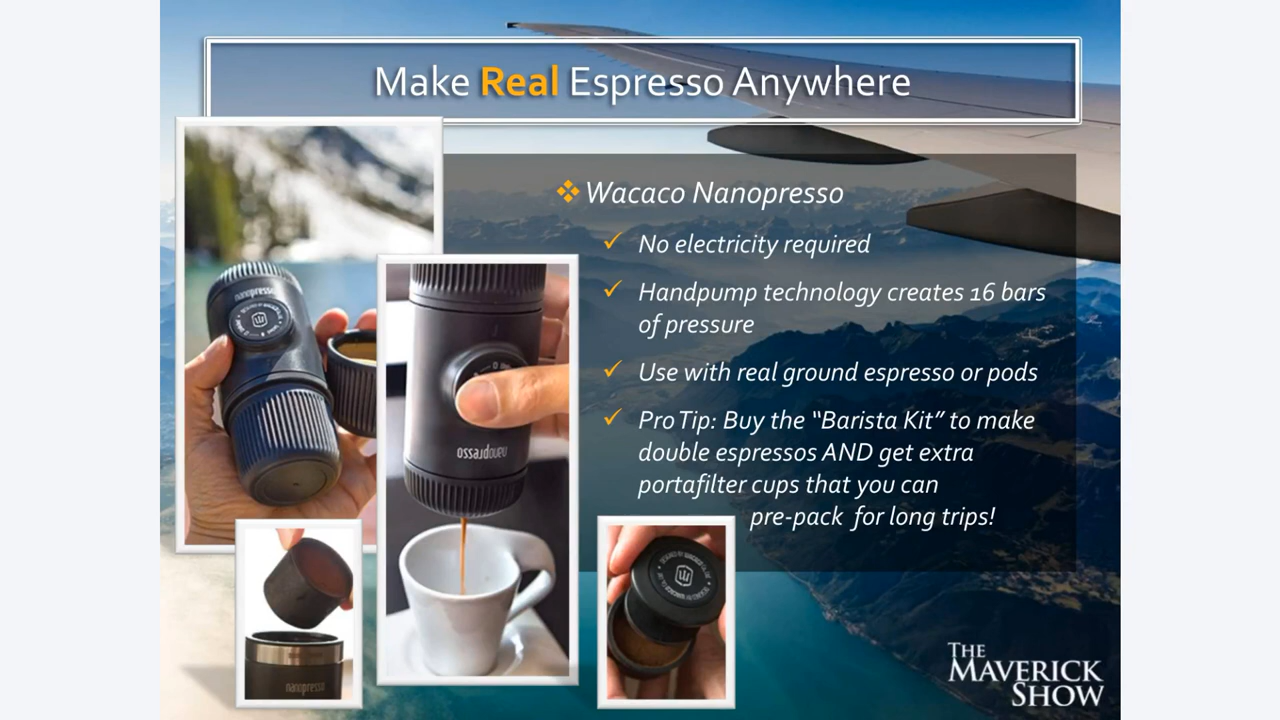 Make Real Espresso Anywhere
Wacaco Nanopresso
No electricity required
Handpump technology creates 16 bars
of pressure
Use with real ground espresso or pods
Pro Tip: Buy the “Barista Kit” to make
double espressos AND get extra
portafilter cups that you can
pre-pack for long trips!
nanopresso
nanopresso
nanopresso
THE
MAVERICK
SHOW